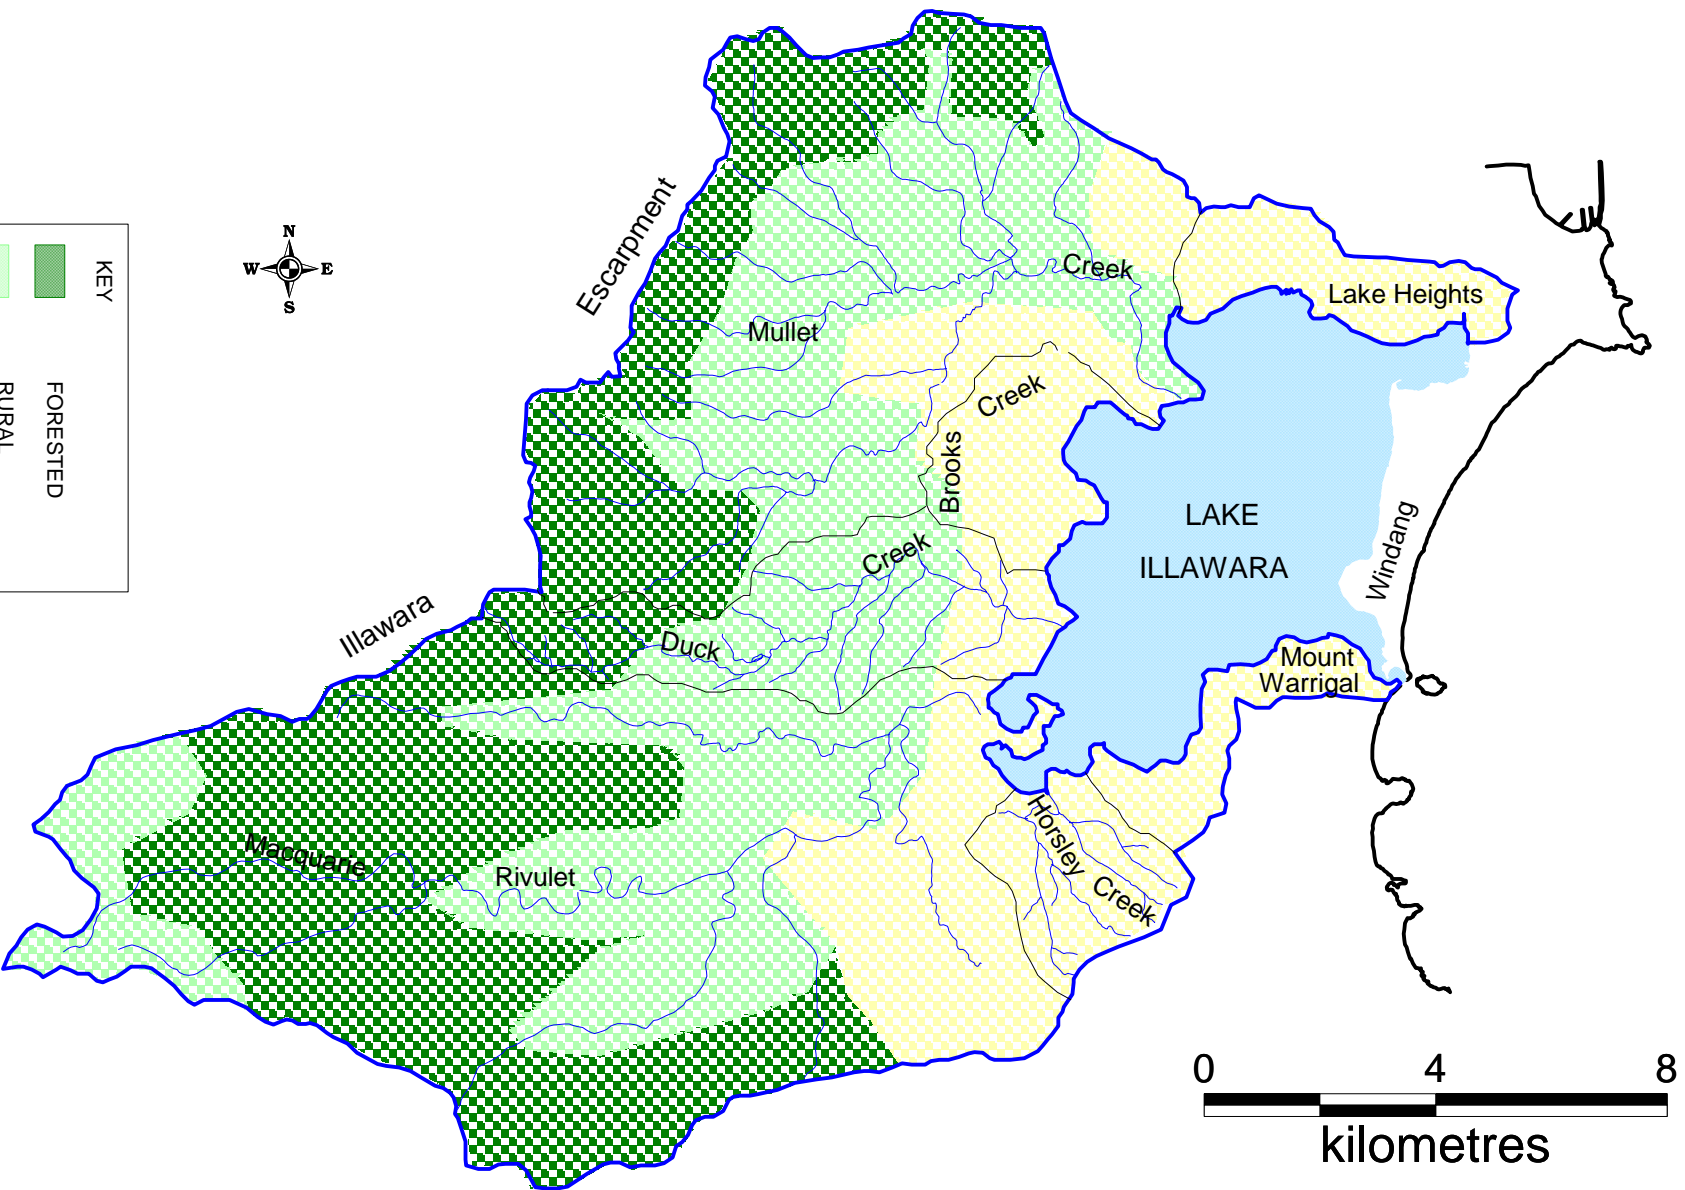 KEY
FORESTED
RURAL
N
W E
S
Escarpment
Illawara
Mullet
Creek
Lake Heights
Creek
Brooks
Creek
Duck
LAKE
ILLAWARA
Windang
Mount
Warrigal
Macquarie
Rivulet
Horsley
Creek
0 4 8
kilometres